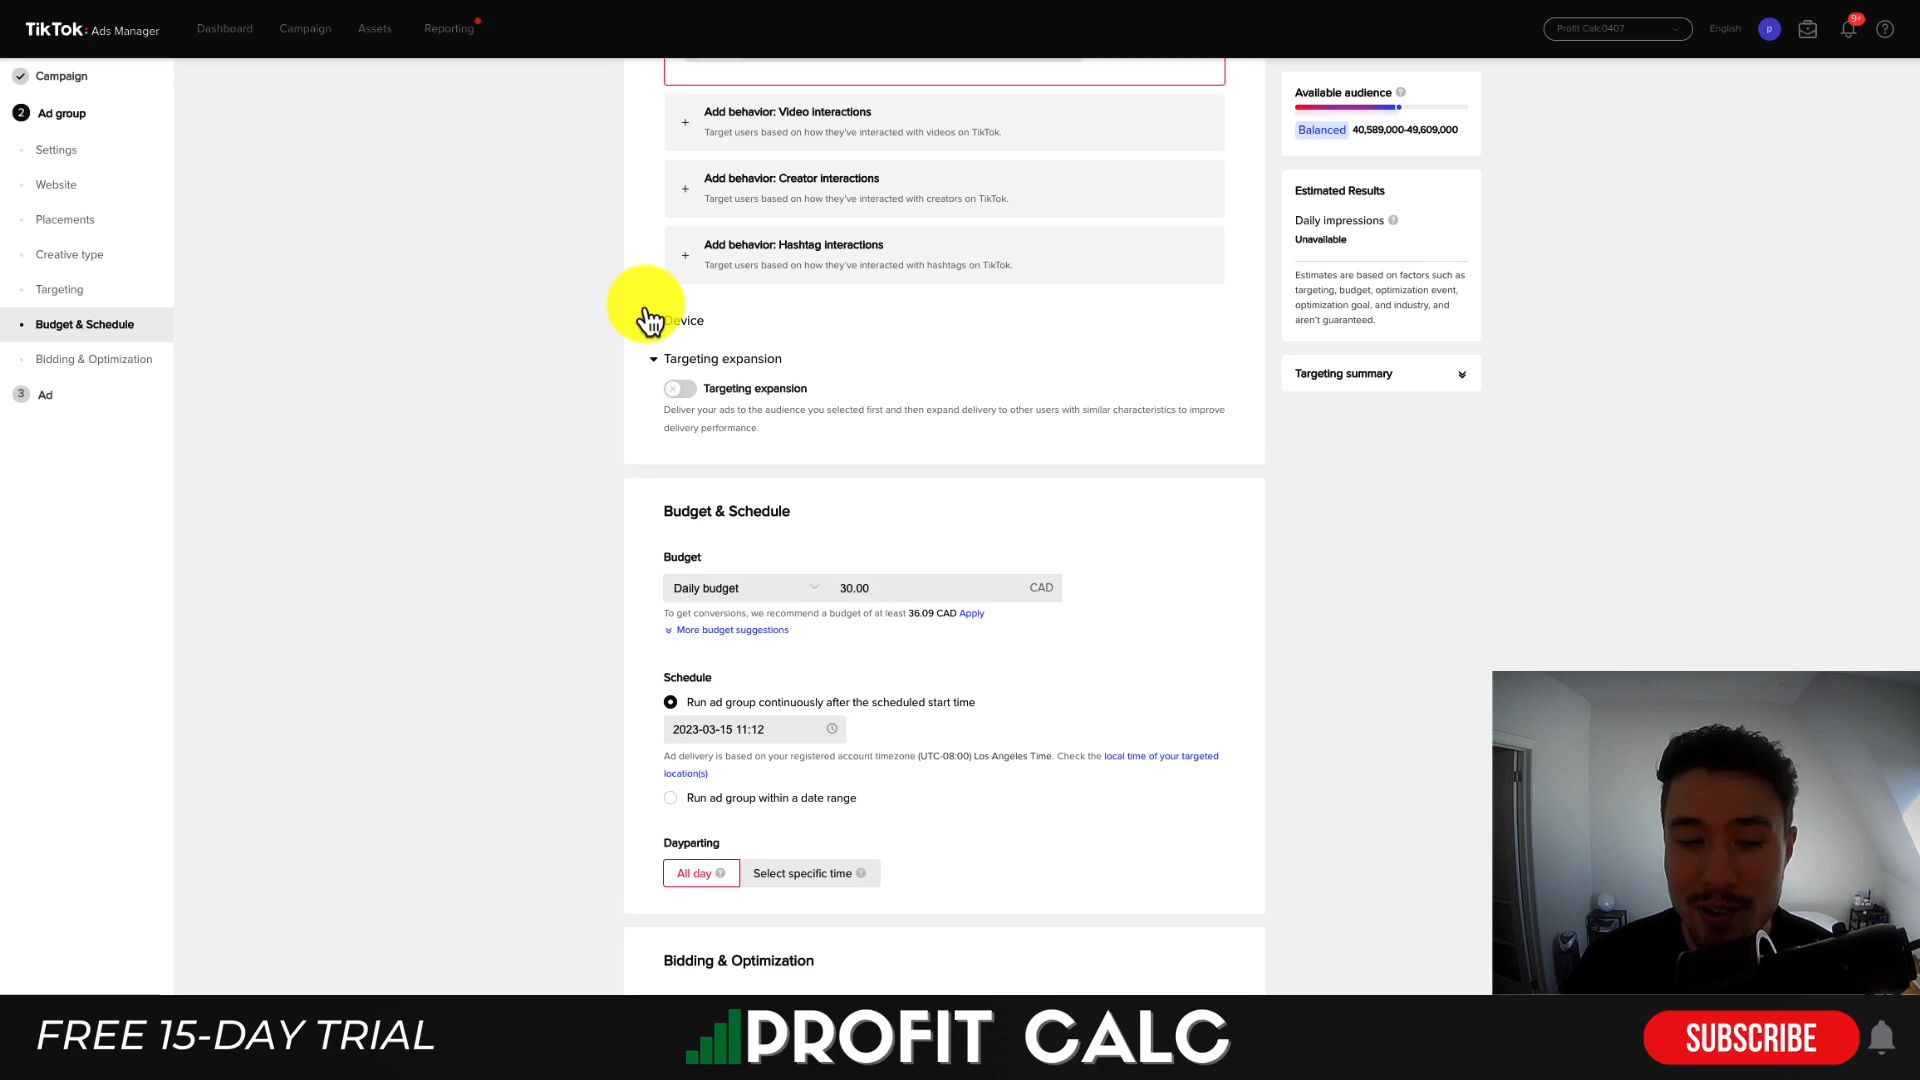 TikTok: Ads Manager
Dashboard
Campaign
Assets
Reporting
Profit Calc0407
English
P
9+
Campaign
2 Ad group
Settings
Website
Placements
Creative type
Targeting
Budget & Schedule
Bidding & Optimization
3 Ad
Add behavior: Video interactions
Target users based on how they've interacted with videos on TikTok.
Add behavior: Creator interactions
Target users based on how they've interacted with creators on TikTok.
Add behavior: Hashtag interactions
Target users based on how they've interacted with hashtags on TikTok.
Device
Targeting expansion
Targeting expansion
Deliver your ads to the audience you selected first and then expand delivery to other users with similar characteristics to improve
delivery performance.
Budget & Schedule
Budget
Daily budget 30.00 CAD
To get conversions, we recommend a budget of at least 36.09 CAD Apply
More budget suggestions
Schedule
Run ad group continuously after the scheduled start time
2023-03-15 11:12
Ad delivery is based on your registered account timezone (UTC-08:00) Los Angeles Time. Check the local time of your targeted
location(s)
Run ad group within a date range
Dayparting
All day Select specific time
Bidding & Optimization
Available audience
Balanced 40,589,000-49,609,000
Estimated Results
Daily impressions
Unavailable
Estimates are based on factors such as
targeting, budget, optimization event,
optimization goal, and industry, and
aren't guaranteed.
Targeting summary
FREE 15-DAY TRIAL
PROFIT CALC
SUBSCRIBE